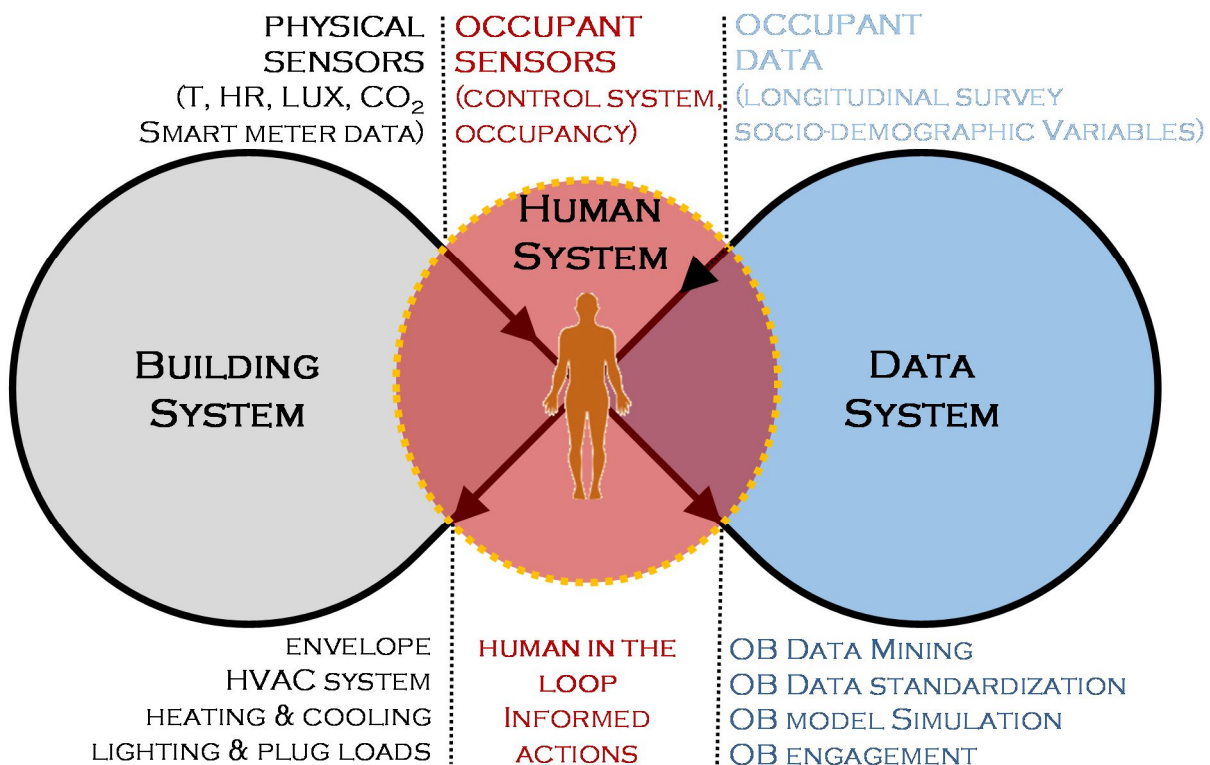 PHYSICAL
SENSORS
(T, HR, LUX, CO₂
SMART METER DATA)
OCCUPANT
SENSORS
(CONTROL SYSTEM,
OCCUPANCY)
OCCUPANT
DATA
(LONGITUDINAL SURVEY
SOCIO-DEMOGRAPHIC VARIABLES)
BUILDING
SYSTEM
HUMAN
SYSTEM
DATA
SYSTEM
ENVELOPE
HVAC SYSTEM
HEATING & COOLING
LIGHTING & PLUG LOADS
HUMAN IN THE
LOOP
INFORMED
ACTIONS
OB DATA MINING
OB DATA STANDARDIZATION
OB MODEL SIMULATION
OB ENGAGEMENT